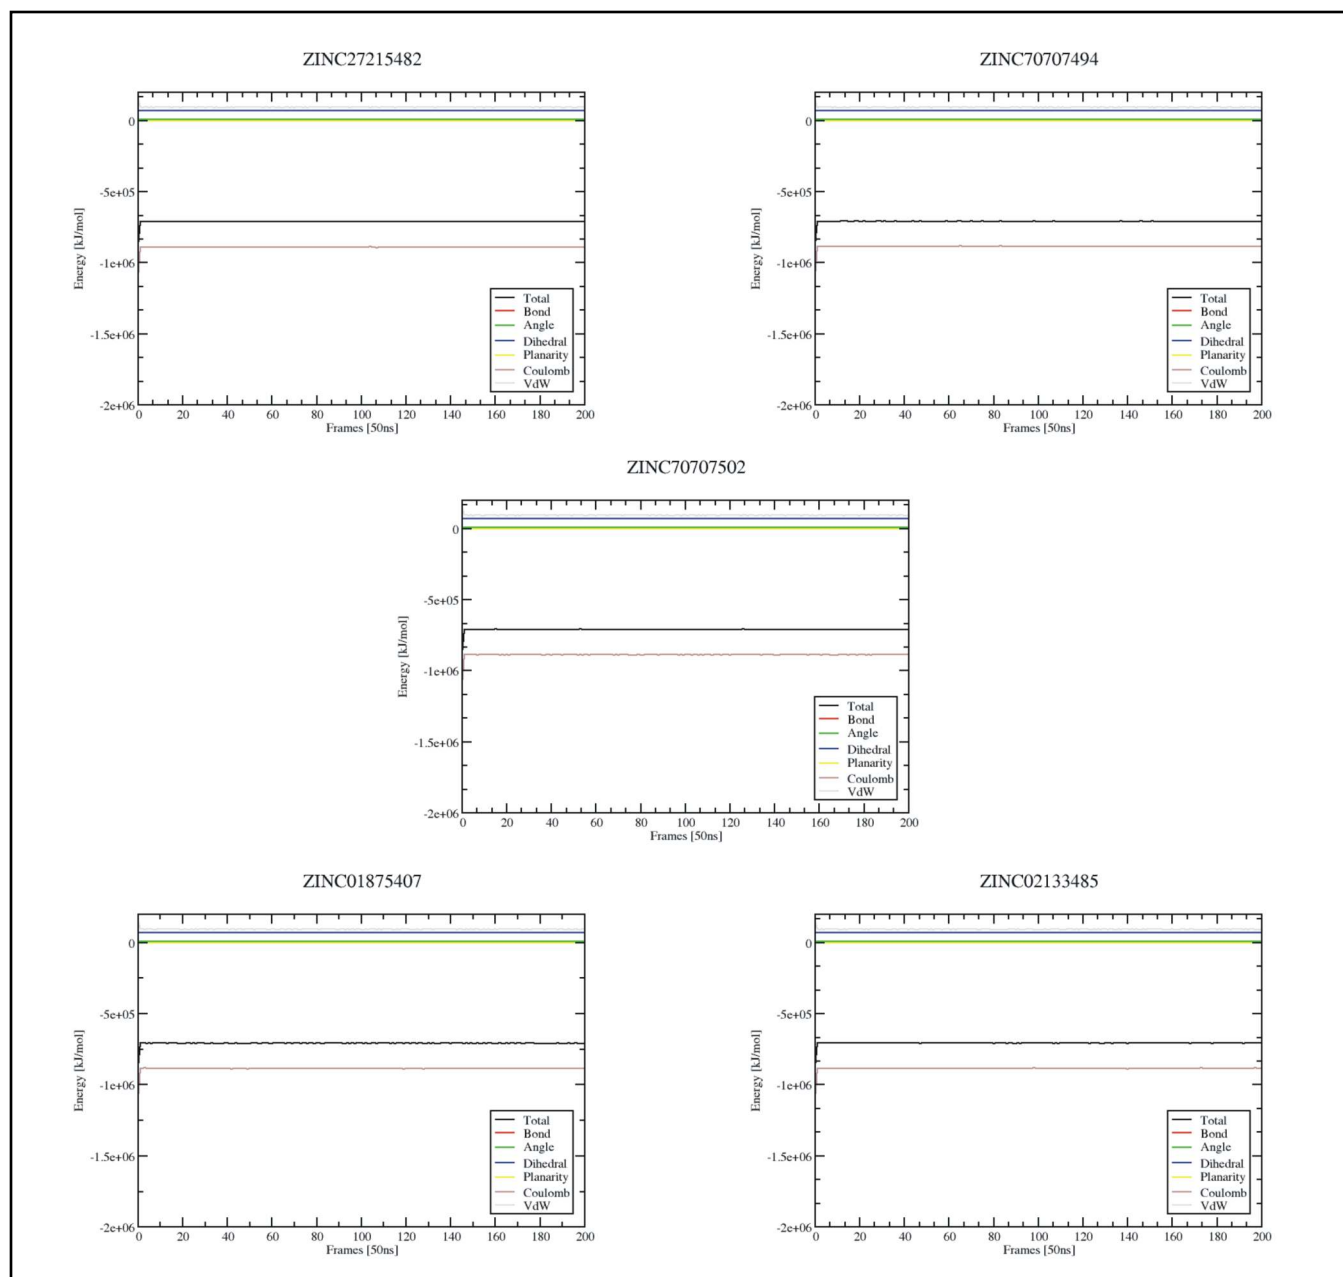 ZINC27215482
0
-5e+05
-1e+06
-1.5e+06
-2e+06
Energy [kJ/mol]
Total
Bond
Angle
Dihedral
Planarity
Coulomb
VdW
0 20 40 60 80 100 120 140 160 180 200
Frames [50ns]
ZINC70707494
0
-5e+05
-1e+06
-1.5e+06
-2e+06
Energy [kJ/mol]
Total
Bond
Angle
Dihedral
Planarity
Coulomb
VdW
0 20 40 60 80 100 120 140 160 180 200
Frames [50ns]
ZINC70707502
0
-5e+05
-1e+06
-1.5e+06
-2e+06
Energy [kJ/mol]
Total
Bond
Angle
Dihedral
Planarity
Coulomb
VdW
0 20 40 60 80 100 120 140 160 180 200
Frames [50ns]
ZINC01875407
0
-5e+05
-1e+06
-1.5e+06
-2e+06
Energy [kJ/mol]
Total
Bond
Angle
Dihedral
Planarity
Coulomb
VdW
0 20 40 60 80 100 120 140 160 180 200
Frames [50ns]
ZINC02133485
0
-5e+05
-1e+06
-1.5e+06
-2e+06
Energy [kJ/mol]
Total
Bond
Angle
Dihedral
Planarity
Coulomb
VdW
0 20 40 60 80 100 120 140 160 180 200
Frames [50ns]